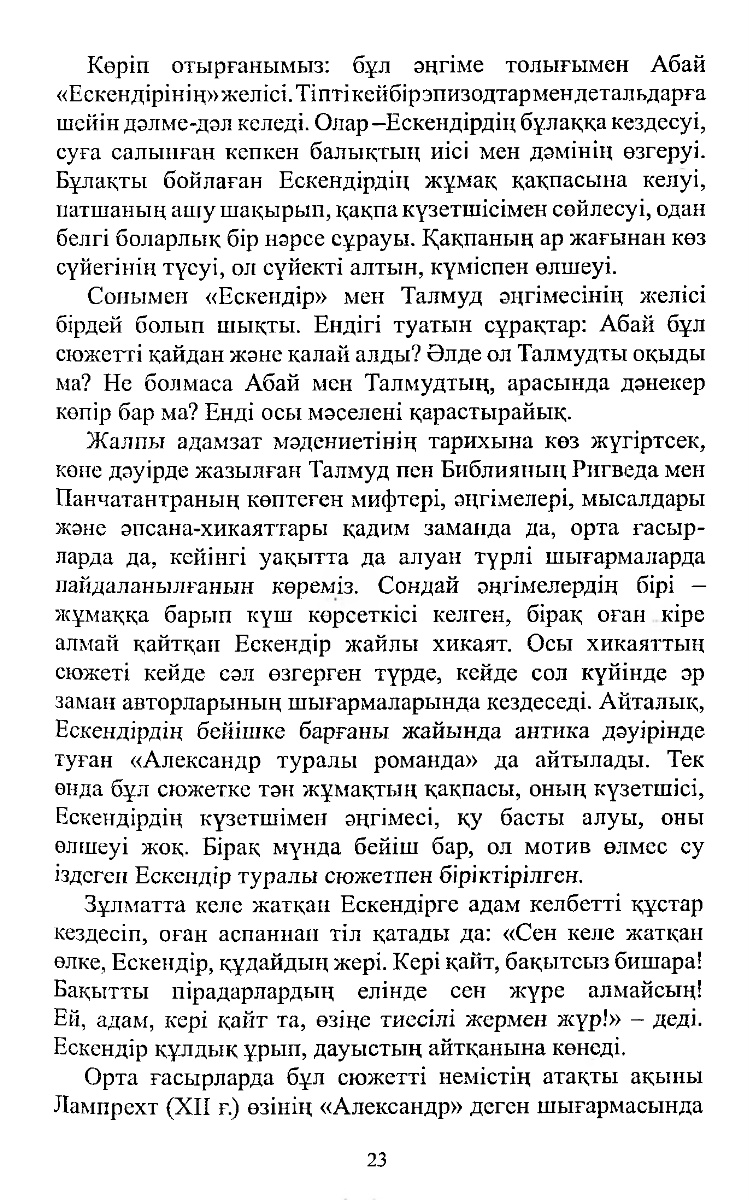 Көріп отырғанымыз: бұл әңгіме толығымен Абай
«Ескендірінің» желісі. Тіпті кейбір эпизодтар мен детальдарға
шейін дәлме-дәл келеді. Олар –Ескендірдің бұлаққа кездесуі,
суға салынған кепкен балықтың иісі мен дәмінің өзгеруі.
Бұлақты бойлаған Ескендірдің жұмақ қақпасына келуі,
патшаның ашу шақырып, қақпа күзетшісімен сөйлесуі, одан
белгі боларлық бір нәрсе сұрауы. Қақпаның ар жағынан көз
сүйегінің түсуі, ол сүйекті алтын, күміспен өлшеуі.
Сонымен «Ескендір» мен Талмуд әңгімесінің желісі
бірдей болып шықты. Ендігі туатын сұрақтар: Абай бұл
сюжетті қайдан және қалай алды? Әлде ол Талмудты оқыды
ма? Не болмаса Абай мен Талмудтың, арасында дәнекер
көпір бар ма? Енді осы мәселені қарастырайық.
Жалпы адамзат мәдениетінің тарихына көз жүгіртсек,
көне дәуірде жазылған Талмуд пен Библияның Ригведа мен
Панчатантраның көптеген мифтері, әңгімелері, мысалдары
және әпсана-хикаяттары қадим заманда да, орта ғасыр-
ларда да, кейінгі уақытта да алуан түрлі шығармаларда
пайдаланылғанын көреміз. Сондай әңгімелердің бірі –
жұмаққа барып күш көрсеткісі келген, бірақ оған кіре
алмай қайтқан Ескендір жайлы хикаят. Осы хикаяттың
сюжеті кейде сәл өзгерген түрде, кейде сол күйінде әр
заман авторларының шығармаларында кездеседі. Айталық,
Ескендірдің бейішке барғаны жайында антика дәуірінде
туған «Александр туралы романда» да айтылады. Тек
өнда бұл сюжетке тән жұмақтың қақпасы, оның күзетшісі,
Ескендірдің күзетшімен әңгімесі, қу басты алуы, оны
өлшеуі жоқ. Бірақ мүнда бейіш бар, ол мотив өлмес су
іздеген Ескендір туралы сюжетпен біріктірілген.
Зұлматта келе жатқан Ескендірге адам келбетті құстар
кездесіп, оған аспаннан тіл қатады да: «Сен келе жатқан
өлке, Ескендір, құдайдың жері. Кері қайт, бақытсыз бишара!
Бақытты пірадарлардың елінде сен жүре алмайсың!
Ей, адам, кері қайт та, өзіңе тиесілі жермен жүр!» – деді.
Ескендір құлдық ұрып, дауыстың айтқанына көнеді.
Орта ғасырларда бұл сюжетті немістің атақты ақыны
Лампрехт (XII ғ.) өзінің «Александр» деген шығармасында
23